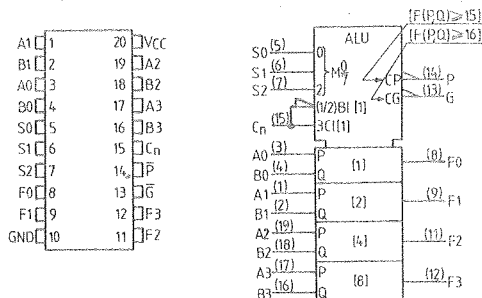 A1 1 20 VCC
B1 2 19 A2
A0 3 18 B2
B0 4 17 A3
S0 5 16 B3
S1 6 15 Cn
S2 7 14 P̅
F0 8 13 G̅
F1 9 12 F3
GND 10 11 F2
[F(P,Q)⩾15]
[F(P,Q)⩾16]
ALU
S0 (5) 0
S1 (6) M 0/7
S2 (7) 2
CP (14) P
CG (13) G
(1/2)BI [1]
Cn (15) 3CI[1]
A0 (3) P
B0 (4) Q
[1] (8) F0
A1 (1) P
B1 (2) Q
[2] (9) F1
A2 (19) P
B2 (18) Q
[4] (11) F2
A3 (17) P
B3 (16) Q
[8] (12) F3